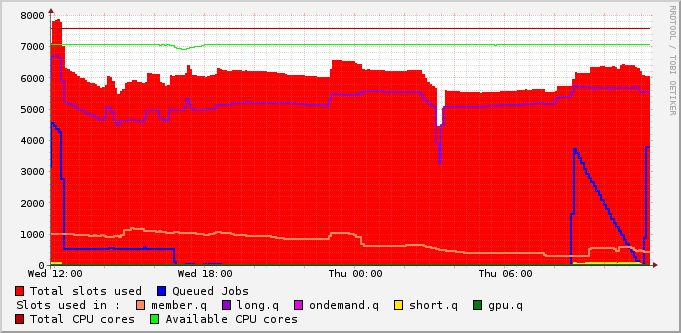 8000
7000
6000
5000
4000
3000
2000
1000
0
Wed 12:00 Wed 18:00 Thu 00:00 Thu 06:00
Total slots used Queued Jobs
Slots used in : member.q long.q ondemand.q short.q gpu.q
Total CPU cores Available CPU cores
RRDTOOL / TOBI OETIKER